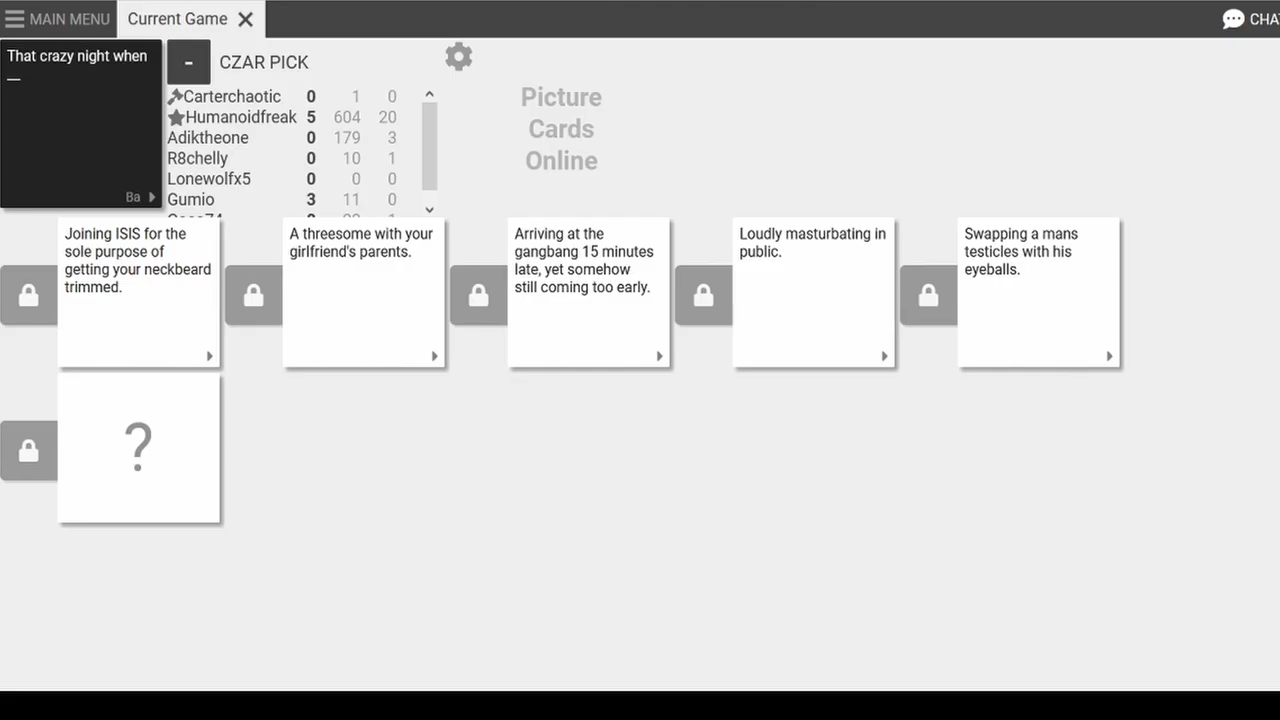 MAIN MENU
Current Game
CHA
That crazy night when
__
Ba
-
CZAR PICK
Carterchaotic 0 1 0
Humanoidfreak 5 604 20
Adiktheone 0 179 3
R8chelly 0 10 1
Lonewolfx5 0 0 0
Gumio 3 11 0
Picture
Cards
Online
Joining ISIS for the
sole purpose of
getting your neckbeard
trimmed.
A threesome with your
girlfriend's parents.
Arriving at the
gangbang 15 minutes
late, yet somehow
still coming too early.
Loudly masturbating in
public.
Swapping a mans
testicles with his
eyeballs.
?